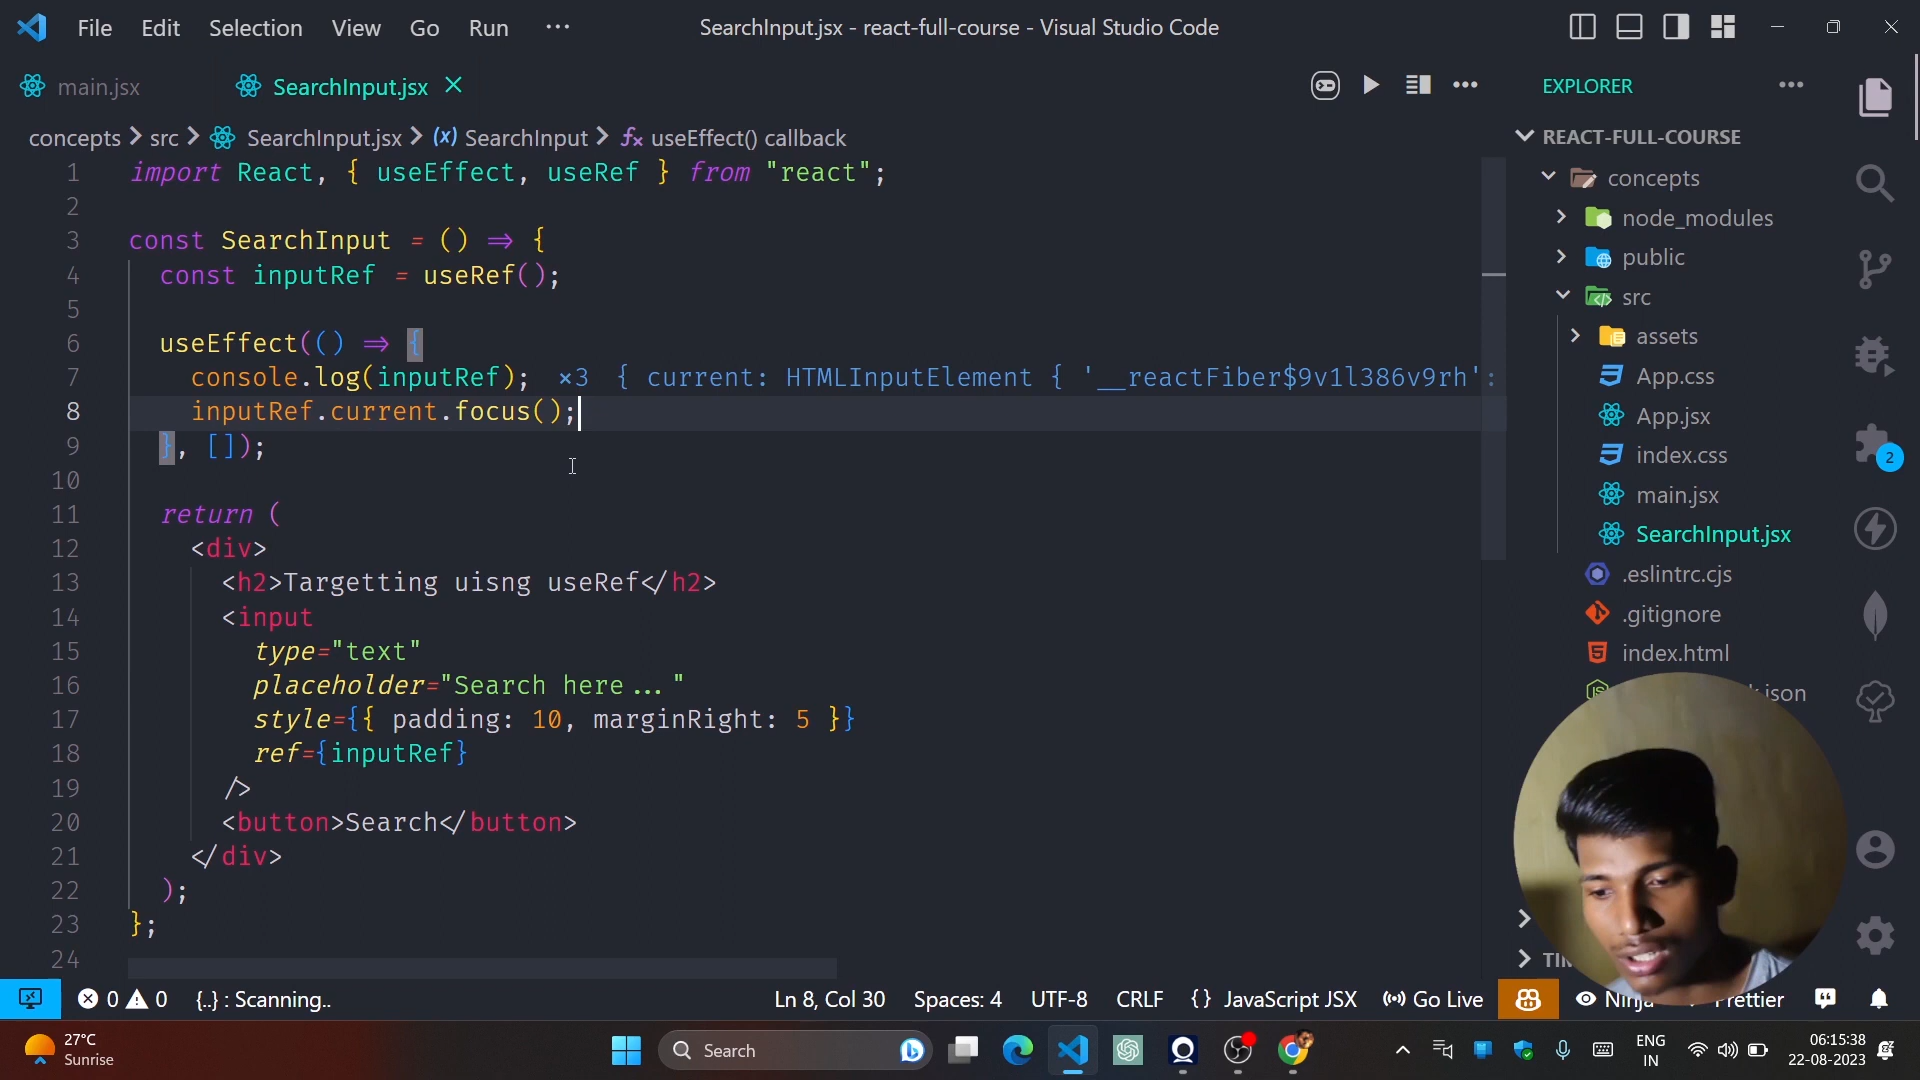 File Edit Selection View Go Run ··· SearchInput.jsx - react-full-course - Visual Studio Code
main.jsx SearchInput.jsx
EXPLORER
concepts > src > SearchInput.jsx > SearchInput > useEffect() callback
REACT-FULL-COURSE
concepts
node_modules
public
src
assets
App.css
App.jsx
index.css
main.jsx
SearchInput.jsx
.eslintrc.cjs
.gitignore
index.html
1 import React, { useEffect, useRef } from "react";
2
3 const SearchInput = () => {
4 const inputRef = useRef();
5
6 useEffect(() => {
7 console.log(inputRef); ×3 { current: HTMLInputElement { '__reactFiber$9v1l386v9rh':
8 inputRef.current.focus();
9 }, []);
10
11 return (
12 <div>
13 <h2>Targetting uisng useRef</h2>
14 <input
15 type="text"
16 placeholder="Search here..."
17 style={{ padding: 10, marginRight: 5 }}
18 ref={inputRef}
19 />
20 <button>Search</button>
21 </div>
22 );
23 };
24
2
0 0 {..} : Scanning.. Ln 8, Col 30 Spaces: 4 UTF-8 CRLF {} JavaScript JSX Go Live Ninja Prettier
27°C
Sunrise
Search
ENG
IN
06:15:38
22-08-2023